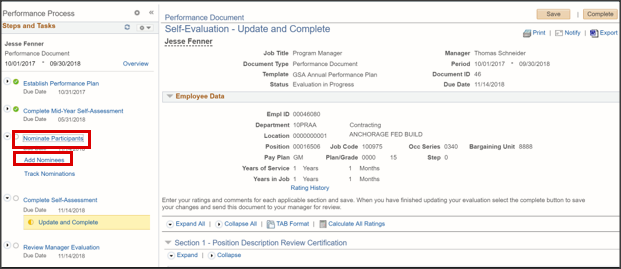 Performance Process
Steps and Tasks
Jesse Fenner
Performance Document
10/01/2017 - 09/30/2018 Overview
Establish Performance Plan
Due Date 10/31/2017
Complete Mid-Year Self-Assessment
Due Date 05/31/2018
Nominate Participants
Add Nominees
Track Nominations
Complete Self-Assessment
Due Date 11/14/2018
Update and Complete
Review Manager Evaluation
Due Date 11/14/2018
Save | Complete
Performance Document
Self-Evaluation - Update and Complete
Print | Notify | Export
Jesse Fenner
Job Title Program Manager Manager Thomas Schneider
Document Type Performance Document Period 10/01/2017 - 09/30/2018
Template GSA Annual Performance Plan Document ID 46
Status Evaluation in Progress Due Date 11/14/2018
Employee Data
Empl ID 00046080
Department 10PRAA Contracting
Location 0000000001 ANCHORAGE FED BUILD
Position 00016506 Job Code 100975 Occ Series 0340 Bargaining Unit 8888
Pay Plan GM Plan/Grade 0000 15 Step 0
Years of Service 1 Years 1 Months
Years in Job 1 Years 1 Months
Rating History
Enter your ratings and comments for each applicable section and save. When you have finished updating your evaluation select the complete button to save
your changes and send this document to your manager for review.
Expand All | Collapse All | TAB Format | Calculate All Ratings
Section 1 - Position Description Review Certification
Expand | Collapse